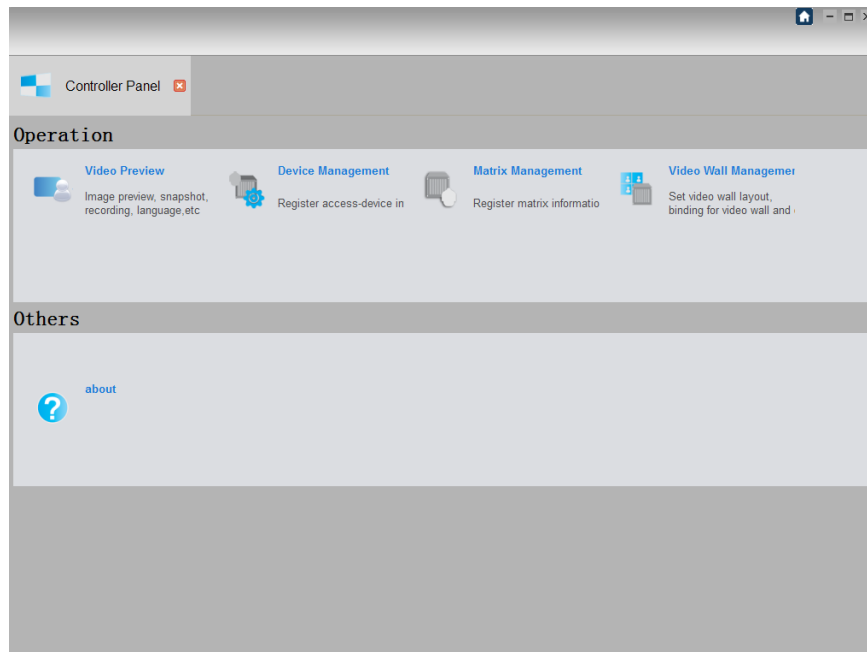 Controller Panel
Operation
Video Preview
Image preview, snapshot,
recording, language,etc
Device Management
Register access-device in
Matrix Management
Register matrix informatio
Video Wall Managemer
Set video wall layout,
binding for video wall and
Others
about